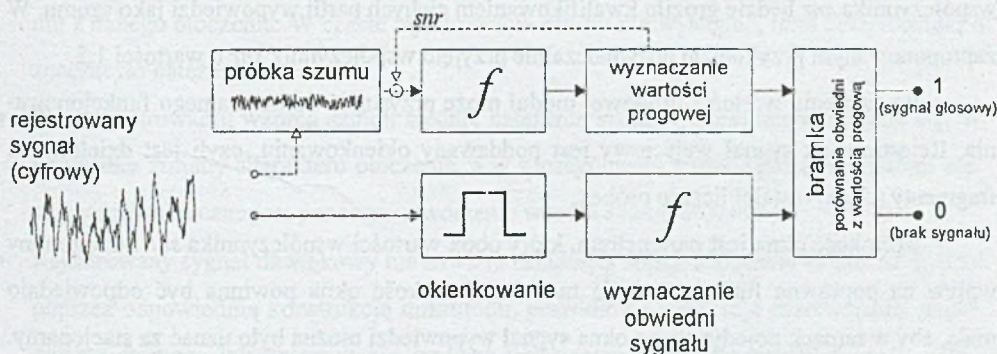 snr
próbka szumu
f
wyznaczanie
wartości
progowej
1
(sygnał głosowy)
rejestrowany
sygnał
(cyfrowy)
bramka
porównanie obwiedni
z wartością progową
f
0
(brak sygnału)
okienkowanie
wyznaczanie
obwiedni
sygnału